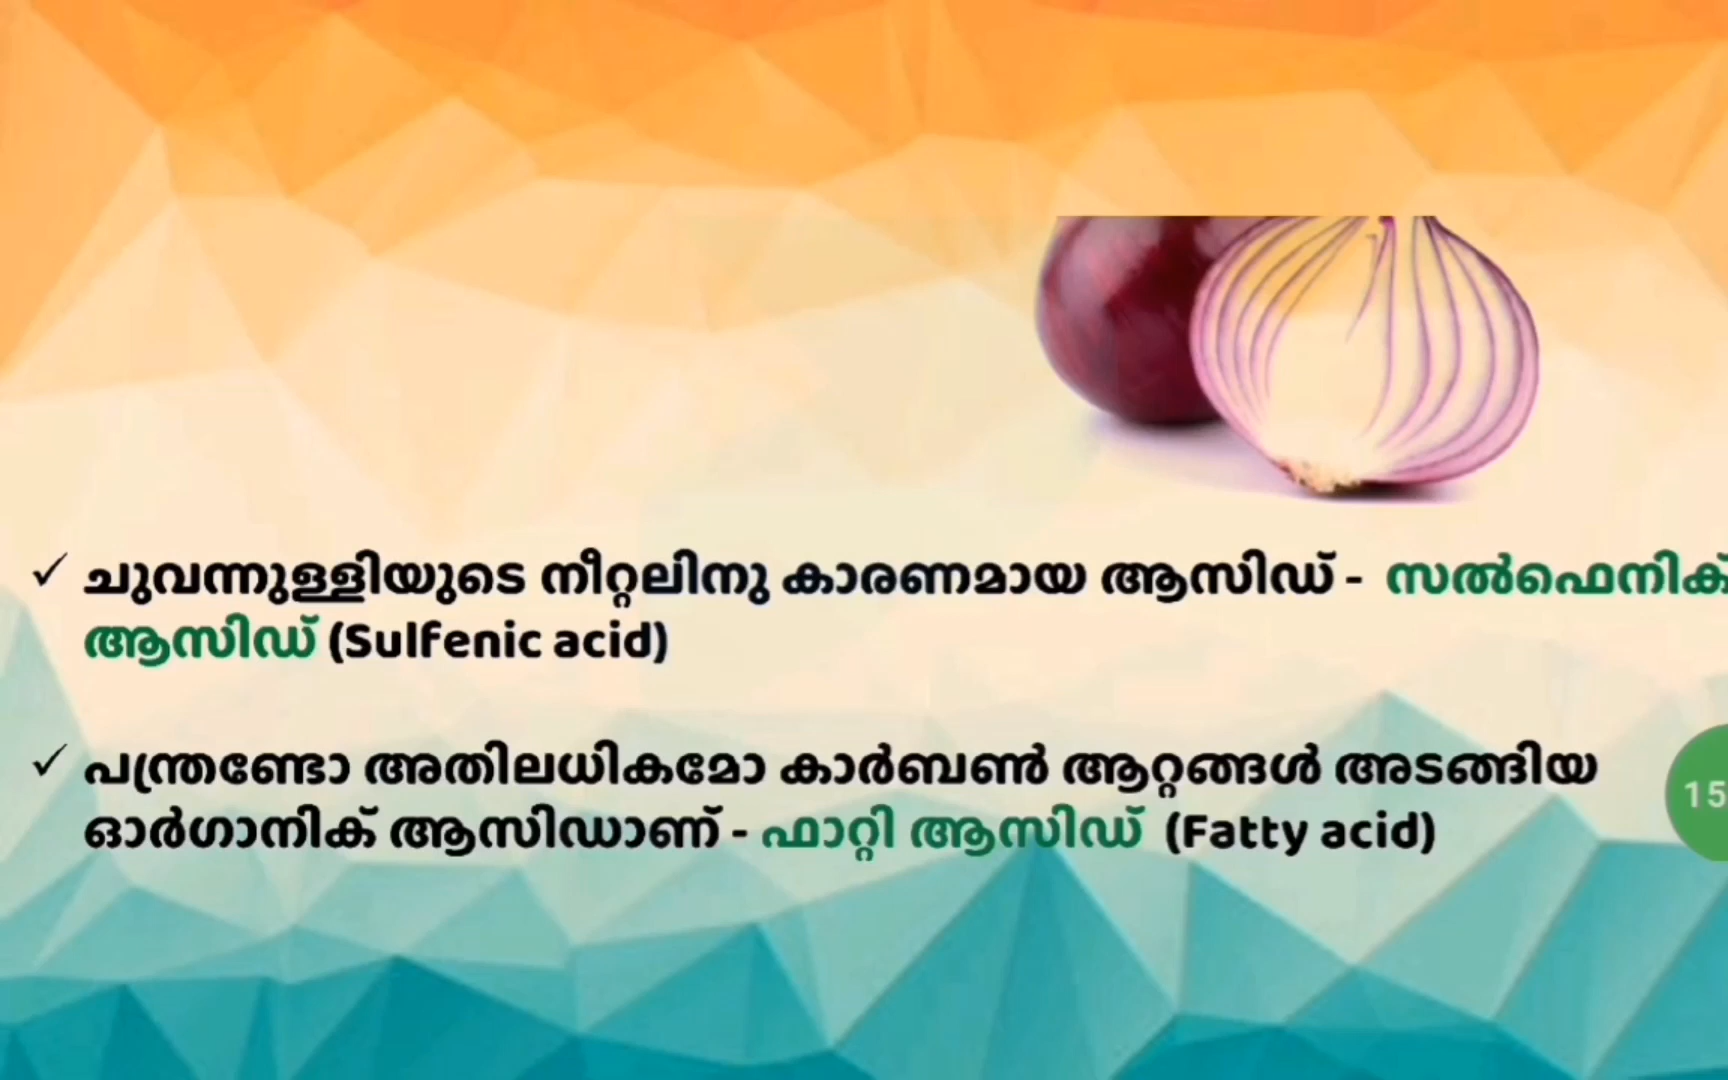 ✓ ചുവന്നുള്ളിയുടെ നീറ്റലിനു കാരണമായ ആസിഡ് - സൽഫെനിക്
ആസിഡ് (Sulfenic acid)
✓ പന്ത്രണ്ടോ അതിലധികമോ കാർബൺ ആറ്റങ്ങൾ അടങ്ങിയ
ഓർഗാനിക് ആസിഡാണ് - ഫാറ്റി ആസിഡ് (Fatty acid)
15